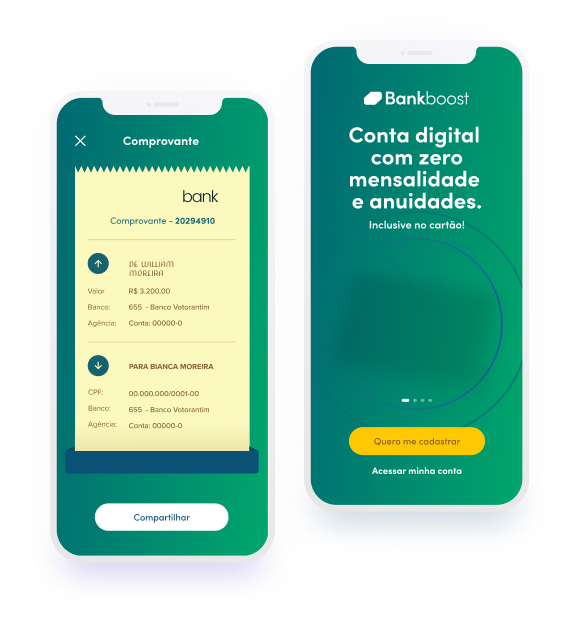 Comprovante
bank
Comprovante - 20294910
DE WILLIAM
MOREIRA
Valor R$ 3.200,00
Banco: 655 - Banco Votorantim
Agência: Conta: 00000-0
PARA BIANCA MOREIRA
CPF: 00.000.000/0001-00
Banco: 655 - Banco Votorantim
Agência: Conta: 00000-0
Compartilhar
Bankboost
Conta digital
com zero
mensalidade
e anuidades.
Inclusive no cartão!
Quero me cadastrar
Acessar minha conta